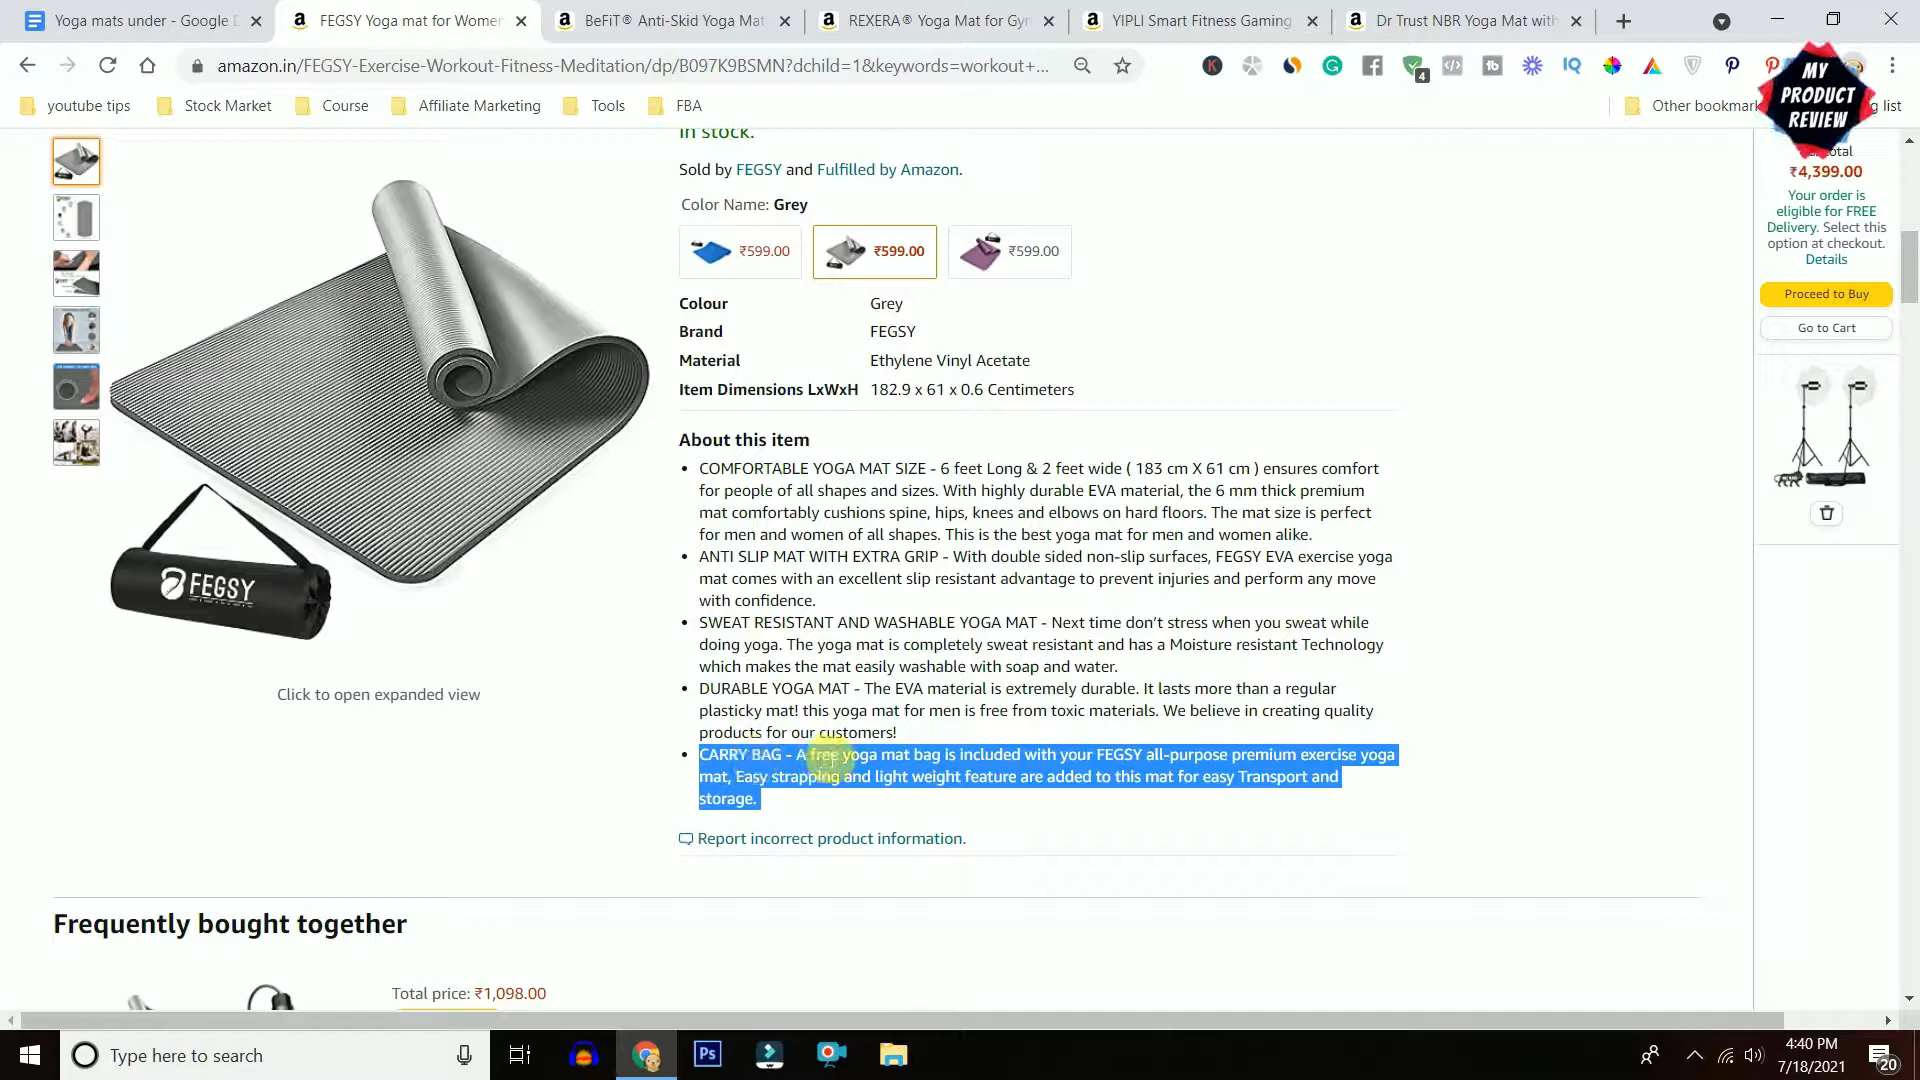 Yoga mats under - Google D
FEGSY Yoga mat for Women
BeFiT® Anti-Skid Yoga Mat
REXERA® Yoga Mat for Gym
YIPLI Smart Fitness Gaming
Dr Trust NBR Yoga Mat with
amazon.in/FEGSY-Exercise-Workout-Fitness-Meditation/dp/B097K9BSMN?dchild=1&keywords=workout+...
4
youtube tips
Stock Market
Course
Affiliate Marketing
Tools
FBA
Other bookmark
list
MY
PRODUCT
REVIEW
In stock.
Sold by FEGSY and Fulfilled by Amazon.
Color Name: Grey
₹599.00
₹599.00
₹599.00
Colour Grey
Brand FEGSY
Material Ethylene Vinyl Acetate
Item Dimensions LxWxH 182.9 x 61 x 0.6 Centimeters
About this item
COMFORTABLE YOGA MAT SIZE - 6 feet Long & 2 feet wide ( 183 cm X 61 cm ) ensures comfort
for people of all shapes and sizes. With highly durable EVA material, the 6 mm thick premium
mat comfortably cushions spine, hips, knees and elbows on hard floors. The mat size is perfect
for men and women of all shapes. This is the best yoga mat for men and women alike.
ANTI SLIP MAT WITH EXTRA GRIP - With double sided non-slip surfaces, FEGSY EVA exercise yoga
mat comes with an excellent slip resistant advantage to prevent injuries and perform any move
with confidence.
SWEAT RESISTANT AND WASHABLE YOGA MAT - Next time don't stress when you sweat while
doing yoga. The yoga mat is completely sweat resistant and has a Moisture resistant Technology
which makes the mat easily washable with soap and water.
DURABLE YOGA MAT - The EVA material is extremely durable. It lasts more than a regular
plasticky mat! this yoga mat for men is free from toxic materials. We believe in creating quality
products for our customers!
CARRY BAG - A free yoga mat bag is included with your FEGSY all-purpose premium exercise yoga
mat, Easy strapping and light weight feature are added to this mat for easy Transport and
storage.
Report incorrect product information.
FEGSY
Click to open expanded view
₹4,399.00
Your order is
eligible for FREE
Delivery. Select this
option at checkout.
Details
Proceed to Buy
Go to Cart
Frequently bought together
Total price: ₹1,098.00
Type here to search
Ps
4:40 PM
7/18/2021
20